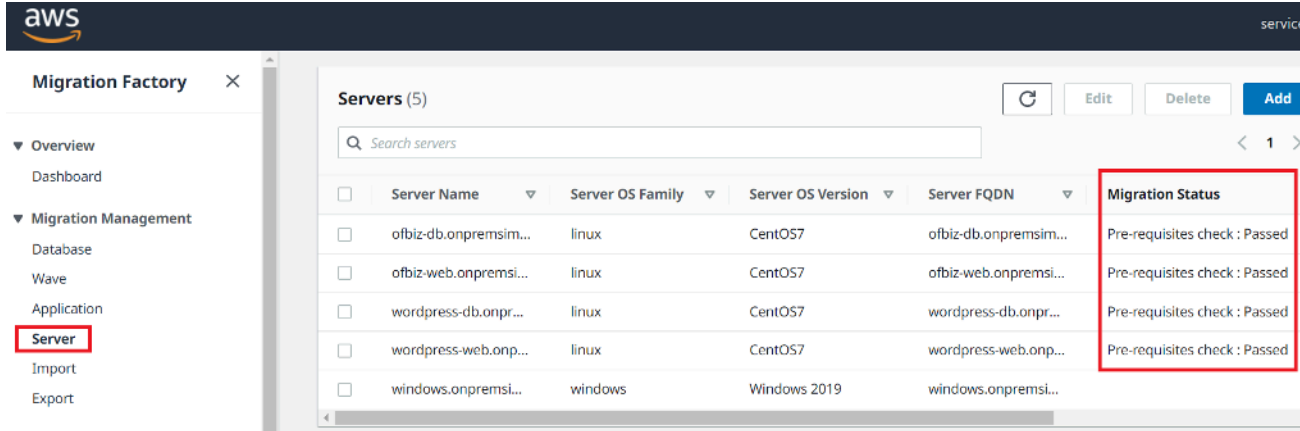 aws
servic
Migration Factory
Servers (5)
Edit
Delete
Add
Search servers
1
Overview
Dashboard
Migration Management
Database
Wave
Application
Server
Import
Export
Server Name Server OS Family Server OS Version Server FQDN Migration Status
ofbiz-db.onpremsim... linux CentOS7 ofbiz-db.onpremsim... Pre-requisites check : Passed
ofbiz-web.onpremsi... linux CentOS7 ofbiz-web.onpremsi... Pre-requisites check : Passed
wordpress-db.onpr... linux CentOS7 wordpress-db.onpr... Pre-requisites check : Passed
wordpress-web.onp... linux CentOS7 wordpress-web.onp... Pre-requisites check : Passed
windows.onpremsi... windows Windows 2019 windows.onpremsi...